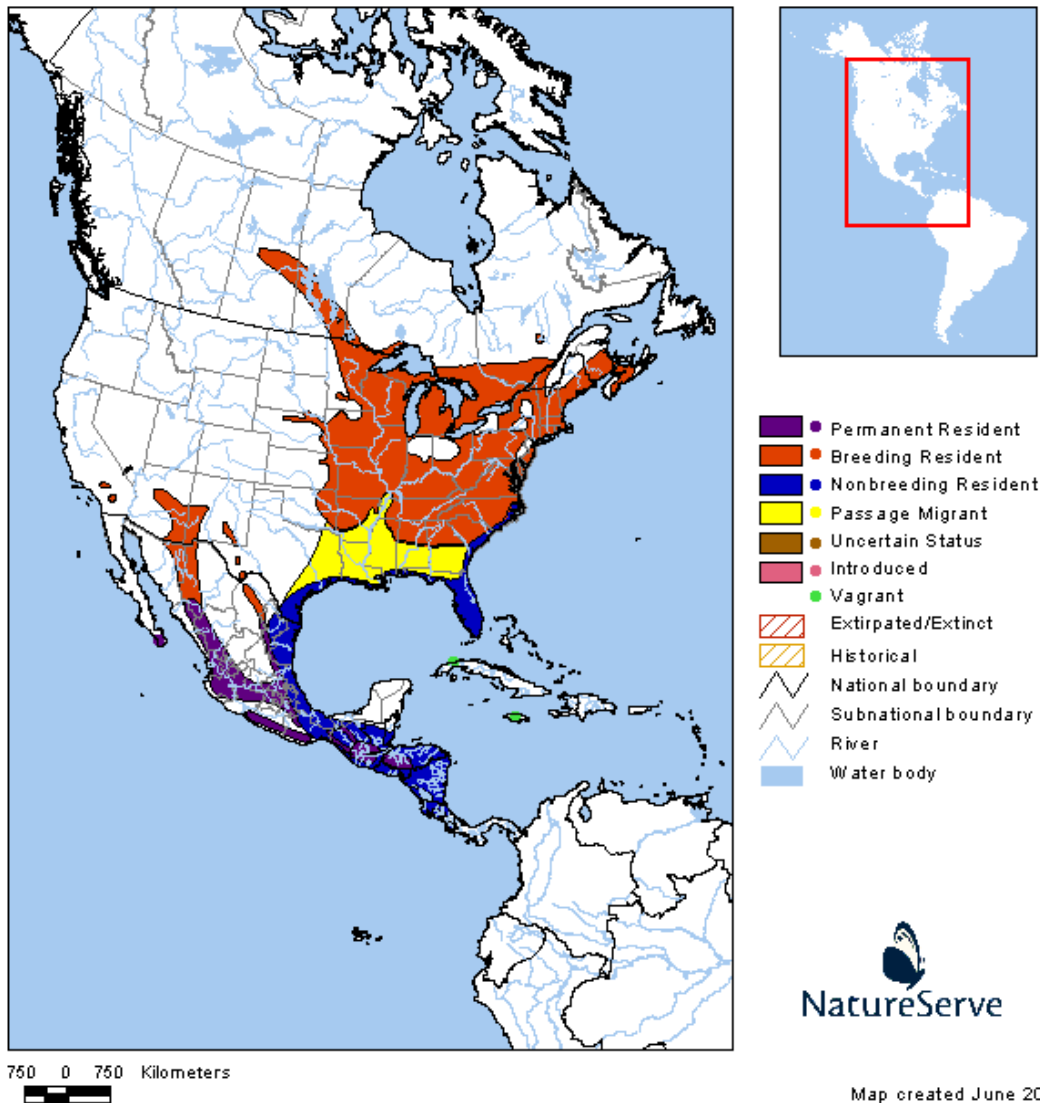 Permanent Resident
Breeding Resident
Nonbreeding Resident
Passage Migrant
Uncertain Status
Introduced
Vagrant
Extirpated/Extinct
Historical
National boundary
Subnational boundary
River
Water body
NatureServe
750 0 750 Kilometers
Map created June 20